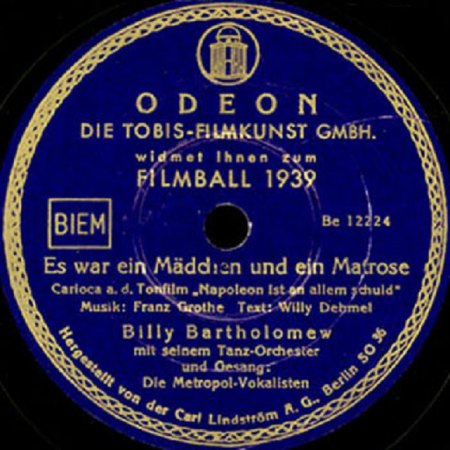 ODEON
DIE TOBIS-FILMKUNST GMBH.
widmet Ihnen zum
FILMBALL 1939
BIEM
Be 12224
Es war ein Mädchen und ein Matrose
Carioca a. d. Tonfilm „Napoleon ist an allem schuld"
Musik: Franz Grothe Text: Willy Dehmel
Billy Bartholomew
mit seinem Tanz-Orchester
und Gesang:
Die Metropol-Vokalisten
Hergestellt von der Carl Lindström A. G., Berlin SO 36